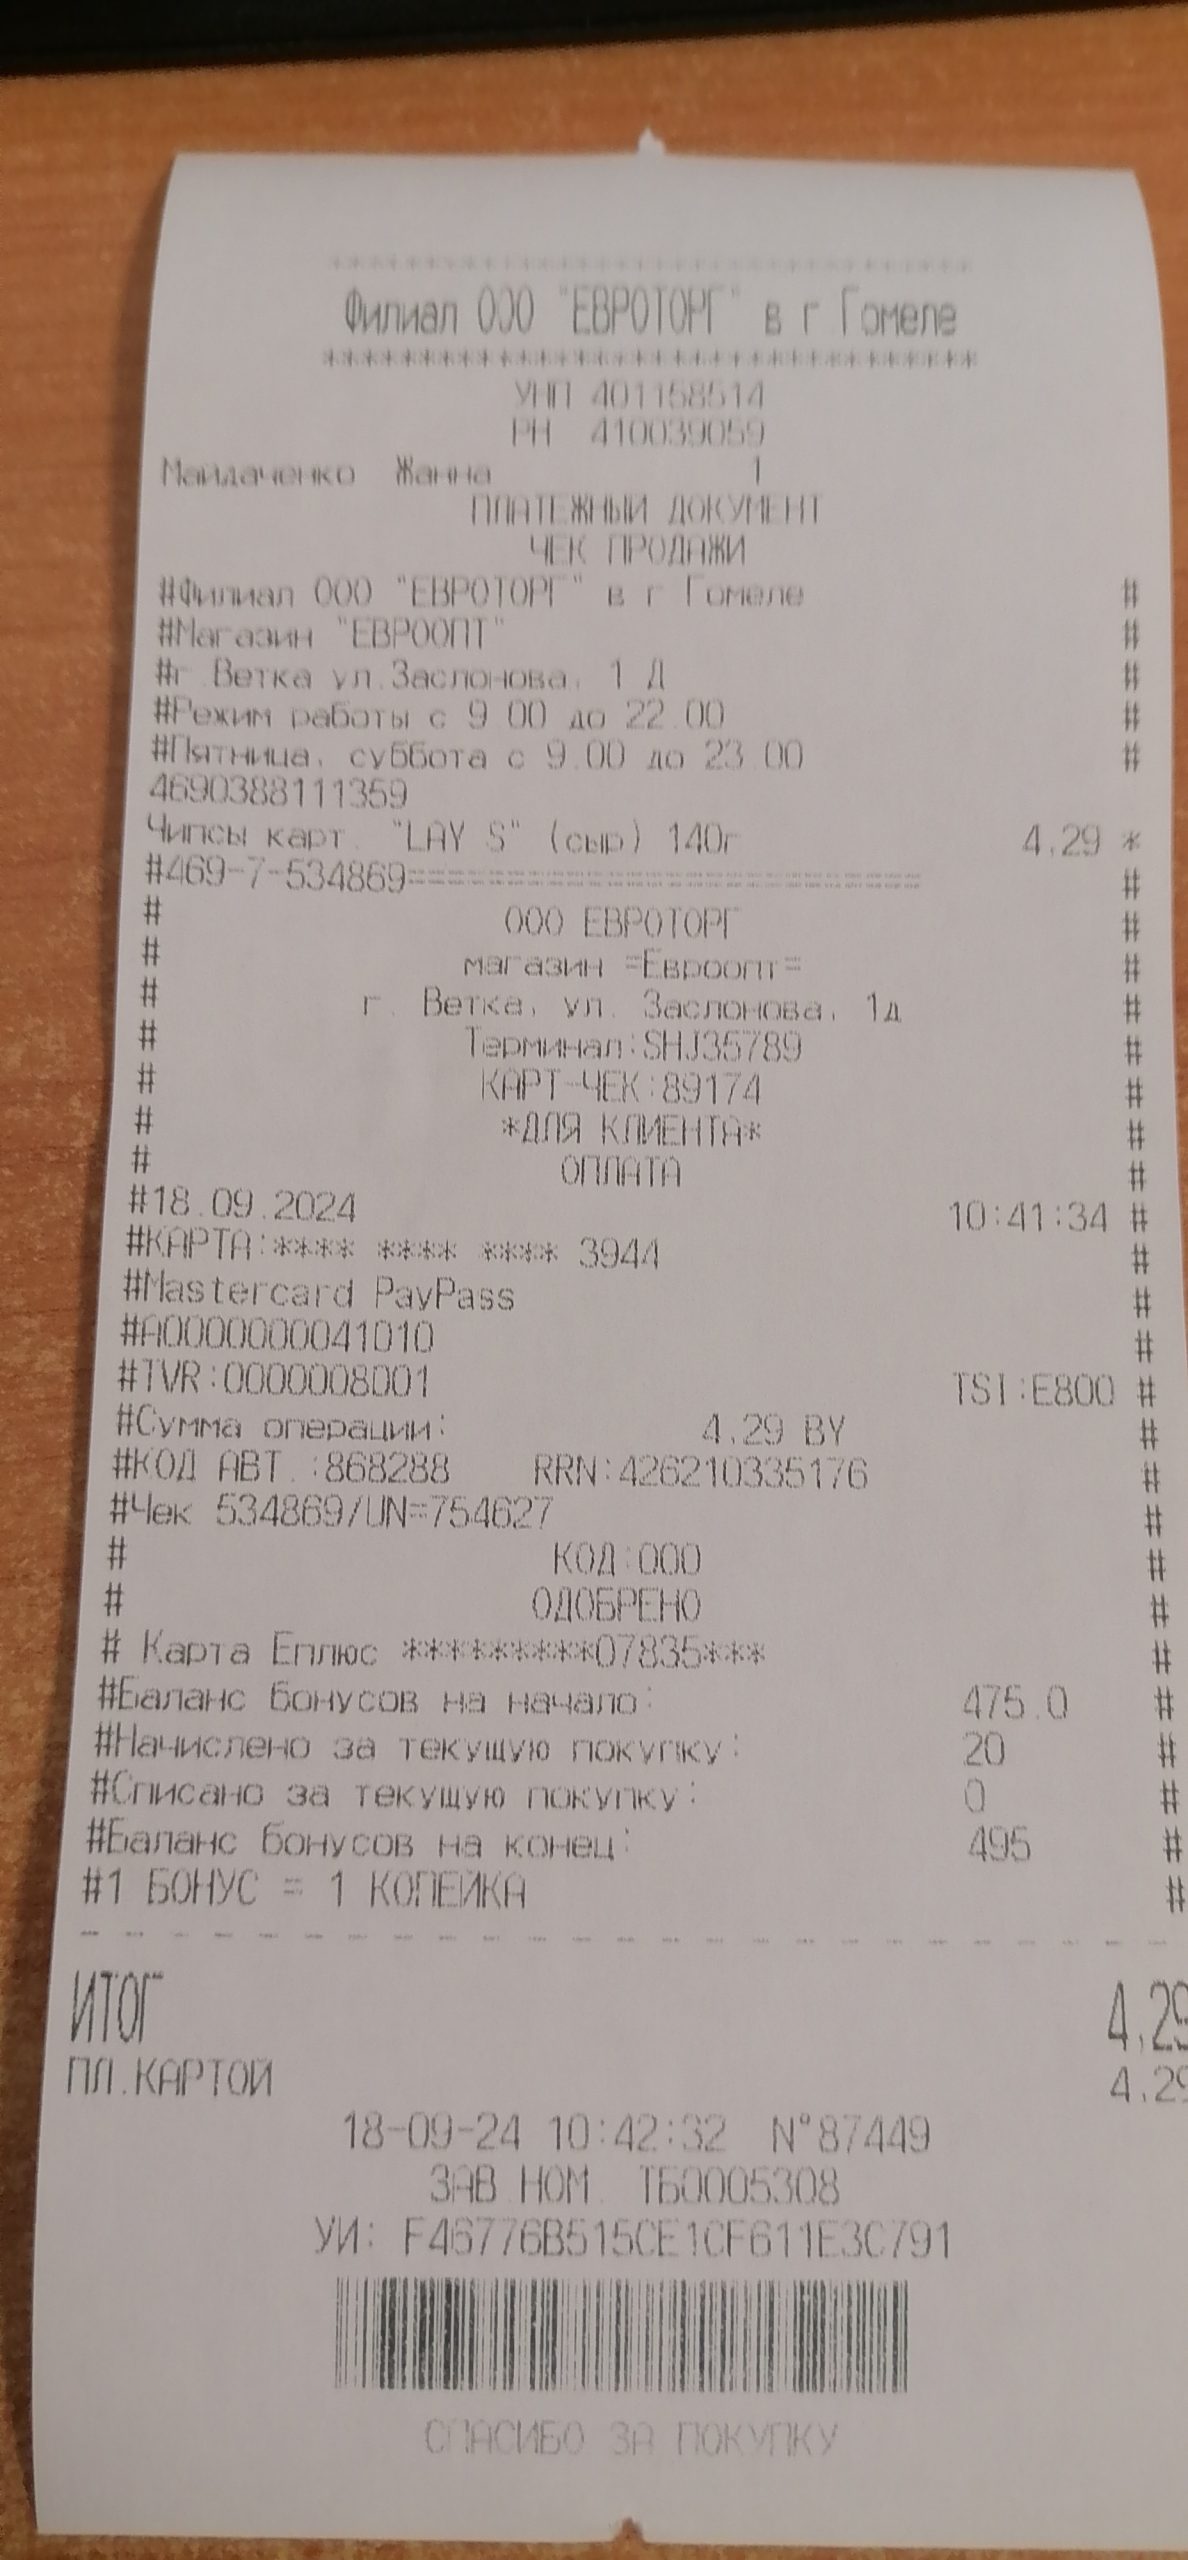 ********************************
Филиал ООО "ЕВРОТОРГ" в г.Гомеле
********************************
УНП 401158514
РН 410039059
Майдаченко Жанна 1
ПЛАТЕЖНЫЙ ДОКУМЕНТ
ЧЕК ПРОДАЖИ
#Филиал ООО "ЕВРОТОРГ" в г Гомеле #
#Магазин "ЕВРООПТ" #
#г.Ветка ул.Заслонова, 1 Д #
#Режим работы с 9.00 до 22.00 #
#Пятница, суббота с 9.00 до 23.00 #
4690388111359
Чипсы карт. "LAY S" (сыр) 140г 4,29 *
#469-7-534869========================== #
# ООО ЕВРОТОРГ #
# магазин =Евроопт= #
# г. Ветка, ул. Заслонова, 1д #
# Терминал:SHJ35789 #
# КАРТ-ЧЕК:89174 #
# *ДЛЯ КЛИЕНТА* #
# ОПЛАТА #
#18.09.2024 10:41:34 #
#КАРТА:**** **** **** 3944 #
#Mastercard PayPass #
#A0000000041010 #
#TVR:0000008001 TSI:E800 #
#Сумма операции: 4,29 BY #
#КОД АВТ.:868288 RRN:426210335176 #
#Чек 534869/UN=754627 #
# КОД:000 #
# ОДОБРЕНО #
# Карта Еплюс *********07835*** #
#Баланс бонусов на начало: 475.0 #
#Начислено за текущую покупку: 20 #
#Списано за текущую покупку: 0 #
#Баланс бонусов на конец: 495 #
#1 БОНУС = 1 КОПЕЙКА #
ИТОГ 4,29
ПЛ.КАРТОЙ 4,29
18-09-24 10:42:32 N°87449
ЗАВ.НОМ. ТБ0005308
УИ: F46776B515CE1CF611E3C791
СПАСИБО ЗА ПОКУПКУ